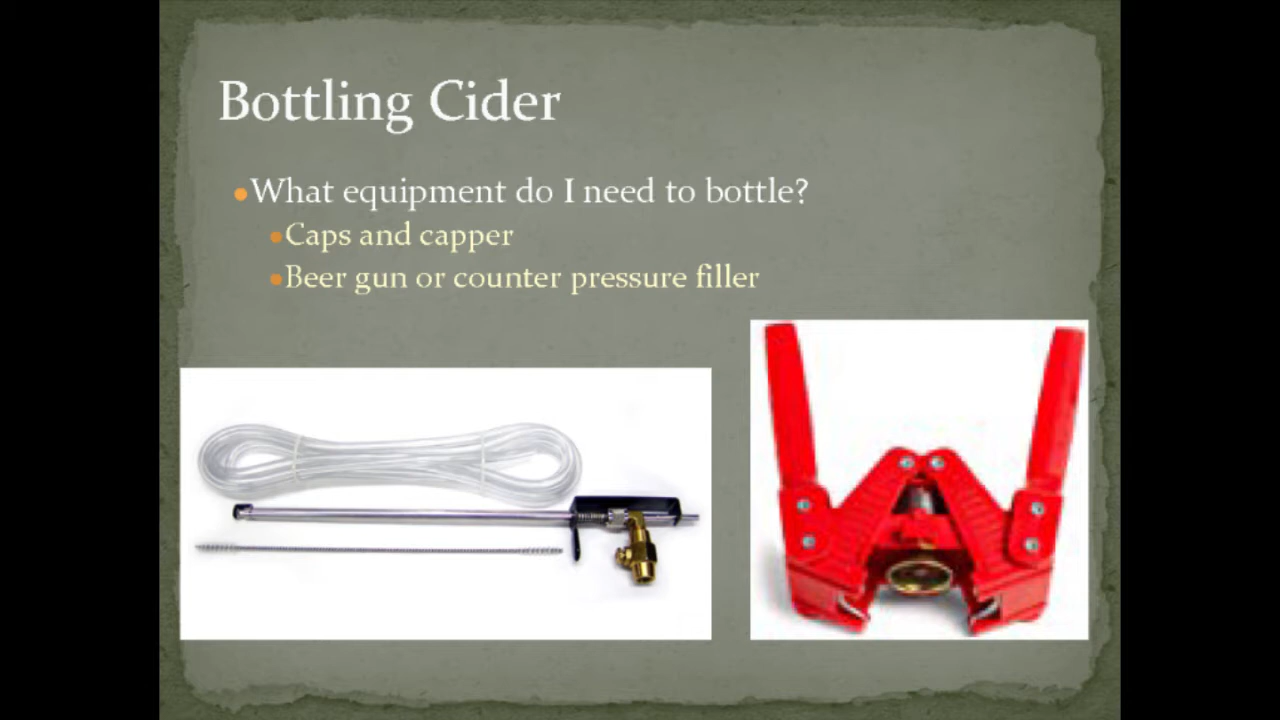 Bottling Cider
What equipment do I need to bottle?
Caps and capper
Beer gun or counter pressure filler